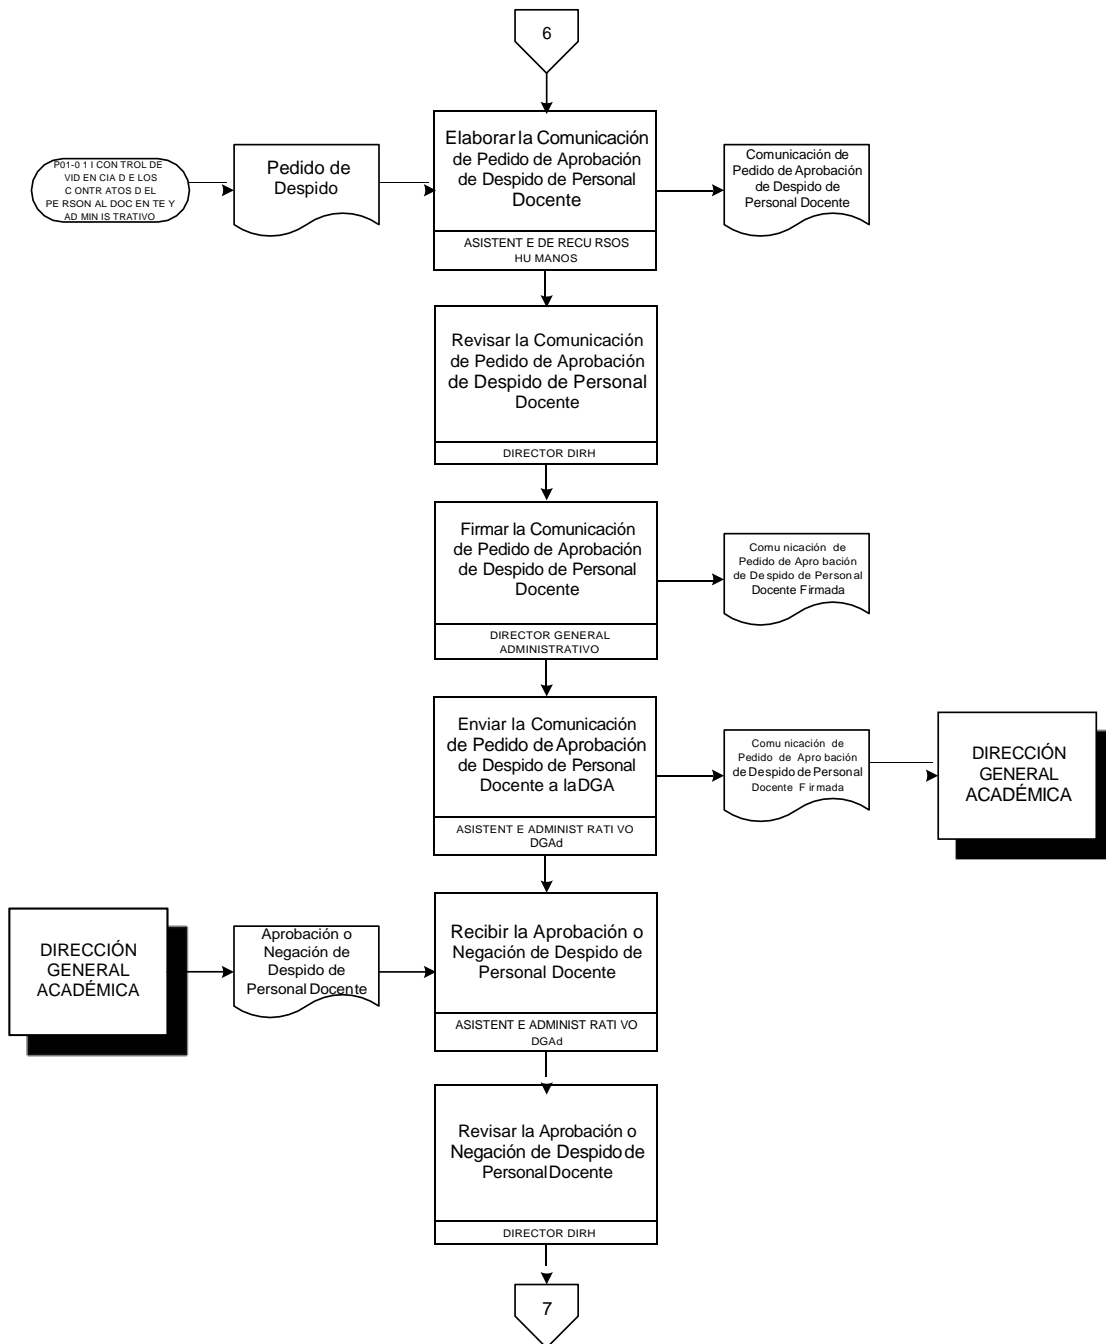 6
P01-0 1 I CON TROL DE
VID EN CIA D E LOS
C ONTR ATOS D EL
PE RSON AL DOC EN TE Y
AD MIN IS TRATIVO
Pedido de
Despido
Elaborar la Comunicación
de Pedido de Aprobación
de Despido de Personal
Docente
ASISTENT E DE RECU RSOS
HU MANOS
Comunicación de
Pedido de Aprobación
de Despido de
Personal Docente
Revisar la Comunicación
de Pedido de Aprobación
de Despido de Personal
Docente
DIRECTOR DIRH
Firmar la Comunicación
de Pedido de Aprobación
de Despido de Personal
Docente
DIRECTOR GENERAL
ADMINISTRATIVO
Comu nicación de
Pedido de Apro bación
de Despido de Personal
Docente Firmada
Enviar la Comunicación
de Pedido de Aprobación
de Despido de Personal
Docente a la DGA
ASISTENT E ADMINIST RATI VO
DGAd
Comu nicación de
Pedido de Apro bación
de Despido de Personal
Docente F irmada
DIRECCIÓN
GENERAL
ACADÉMICA
DIRECCIÓN
GENERAL
ACADÉMICA
Aprobación o
Negación de
Despido de
Personal Docente
Recibir la Aprobación o
Negación de Despido de
Personal Docente
ASISTENT E ADMINIST RATI VO
DGAd
Revisar la Aprobación o
Negación de Despido de
Personal Docente
DIRECTOR DIRH
7